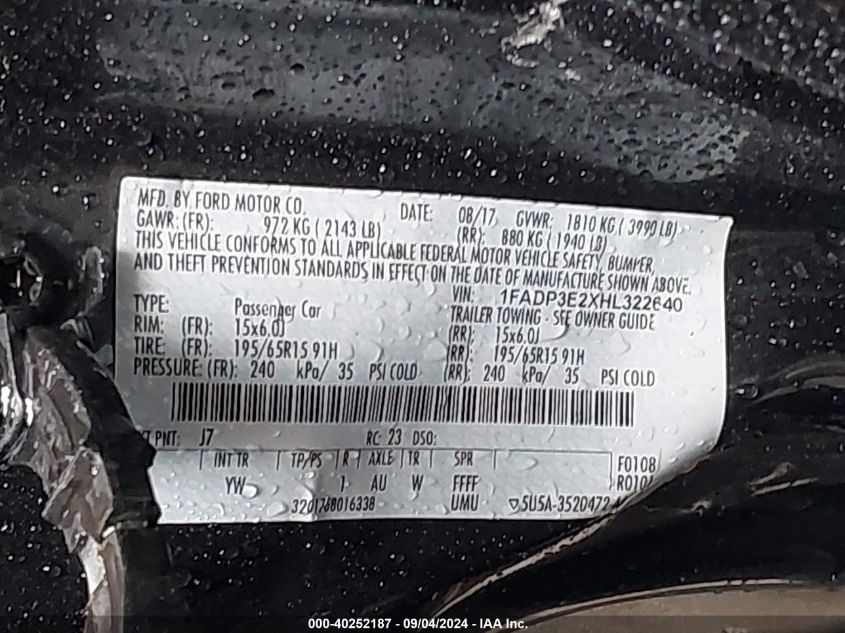 MFD. BY FORD MOTOR CO.
DATE: 08/17 GVWR: 1810 KG ( 3990 LB)
GAWR: (FR): 972 KG ( 2143 LB) (RR): 880 KG ( 1940 LB)
THIS VEHICLE CONFORMS TO ALL APPLICABLE FEDERAL MOTOR VEHICLE SAFETY, BUMPER,
AND THEFT PREVENTION STANDARDS IN EFFECT ON THE DATE OF MANUFACTURE SHOWN ABOVE.
VIN: 1FADP3E2XHL322640
TYPE: Passenger Car TRAILER TOWING - SEE OWNER GUIDE
RIM: (FR): 15x6.0J (RR): 15x6.0J
TIRE: (FR): 195/65R15 91H (RR): 195/65R15 91H
PRESSURE: (FR): 240 kPa/ 35 PSI COLD (RR): 240 kPa/ 35 PSI COLD
PNT: J7 RC: 23 DSO:
INT TR TP/PS R AXLE TR SPR F0108
YW 1 AU W FFFF
3201768016338 UMU ▽5U5A-3520472
000-40252187 - 09/04/2024 - IAA Inc.